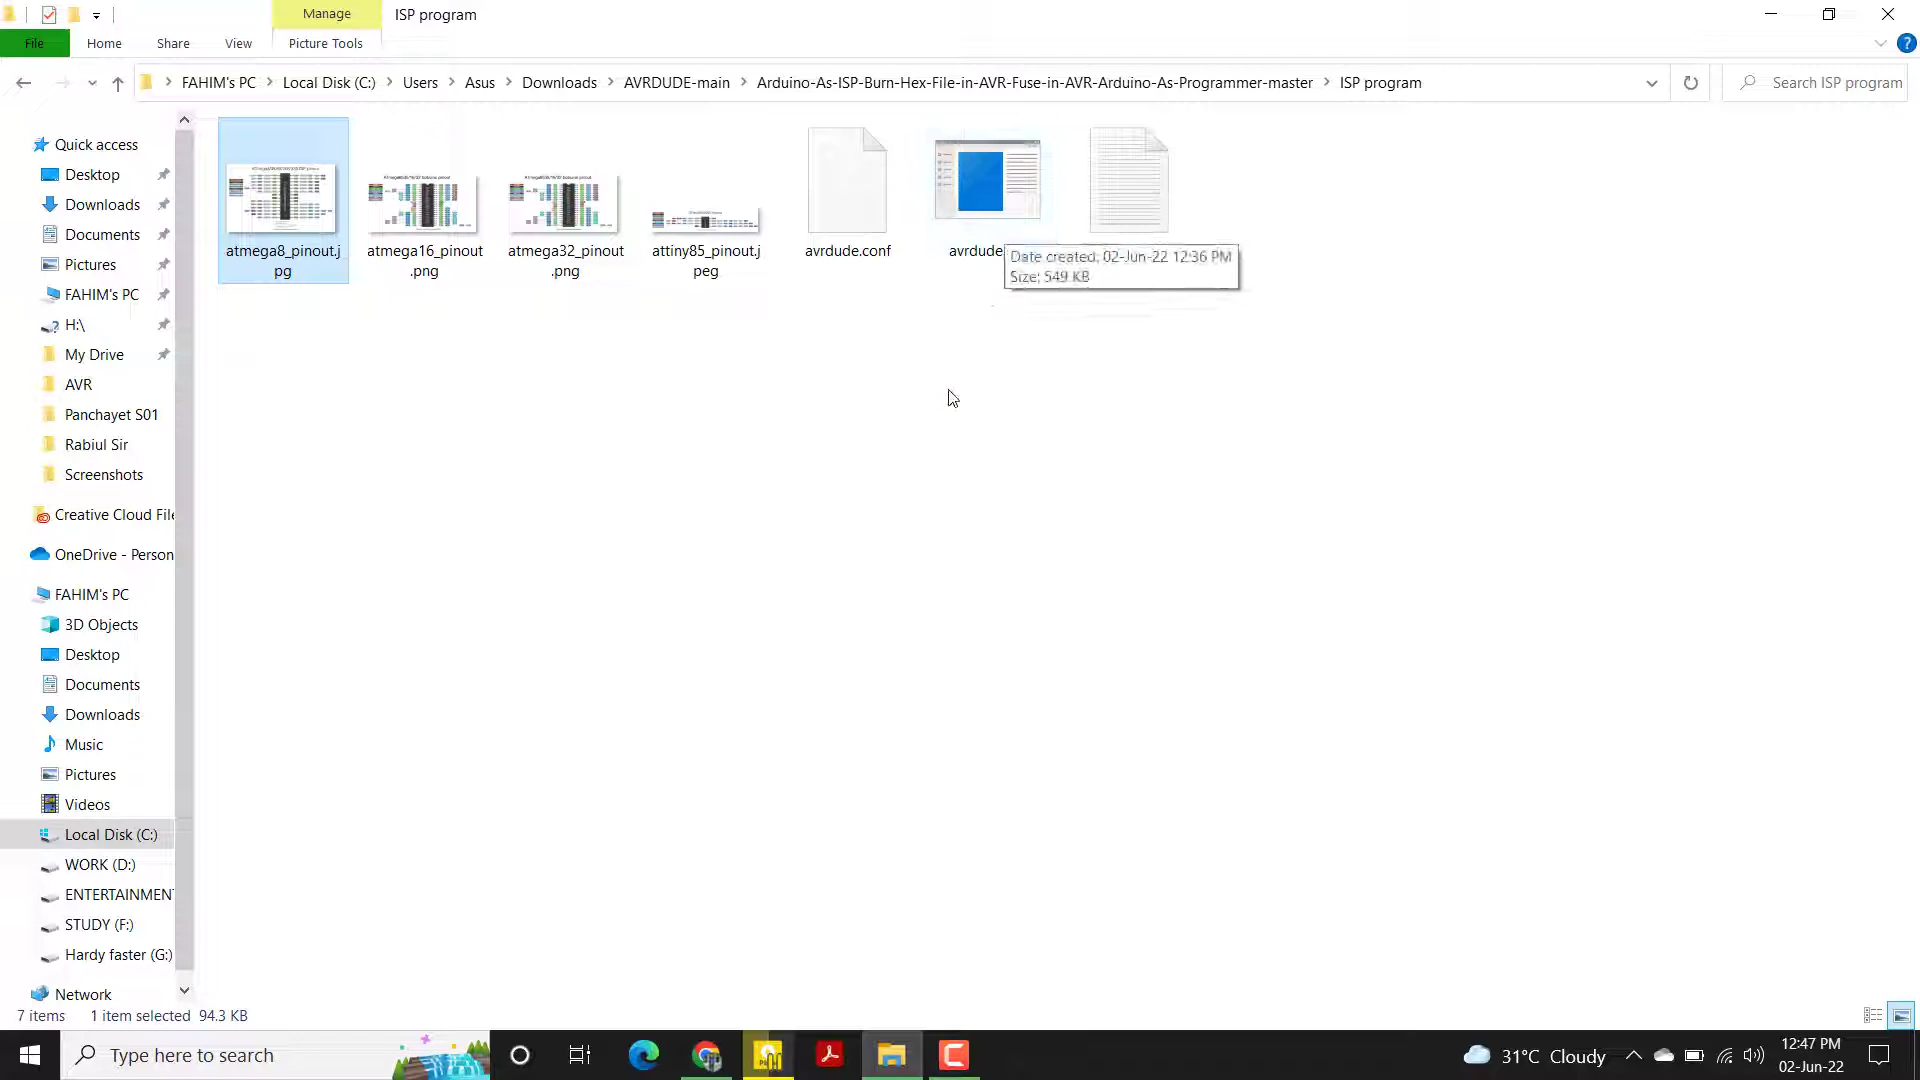 Manage
ISP program
File
Home
Share
View
Picture Tools
FAHIM's PC
Local Disk (C:)
Users
Asus
Downloads
AVRDUDE-main
Arduino-As-ISP-Burn-Hex-File-in-AVR-Fuse-in-AVR-Arduino-As-Programmer-master
ISP program
Search ISP program
Quick access
Desktop
Downloads
Documents
Pictures
FAHIM's PC
H:\
My Drive
AVR
Panchayet S01
Rabiul Sir
Screenshots
Creative Cloud File
OneDrive - Person
FAHIM's PC
3D Objects
Desktop
Documents
Downloads
Music
Pictures
Videos
Local Disk (C:)
WORK (D:)
ENTERTAINMENT
STUDY (F:)
Hardy faster (G:)
Network
atmega8_pinout.j
pg
atmega16_pinout
.png
atmega32_pinout
.png
attiny85_pinout.j
peg
avrdude.conf
avrdude.
Date created: 02-Jun-22 12:36 PM
Size: 549 KB
7 items
1 item selected 94.3 KB
Type here to search
31°C Cloudy
12:47 PM
02-Jun-22